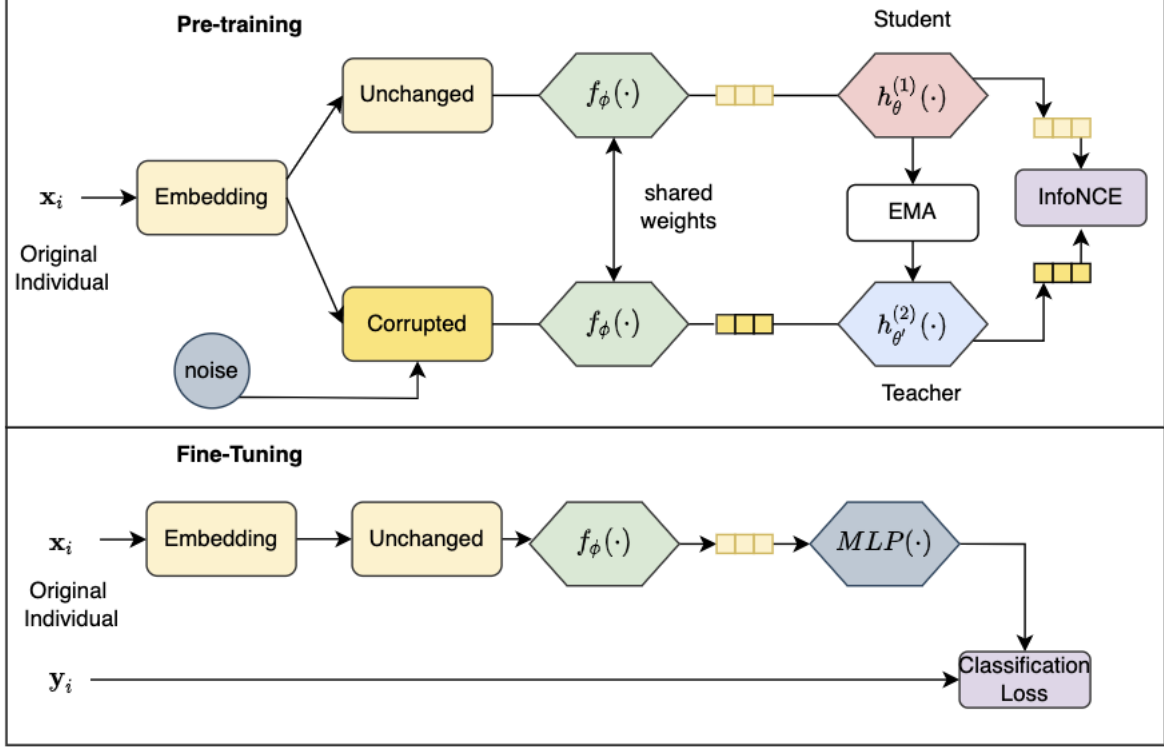 Pre-training
Student
Unchanged
f_ϕ(·)
h_θ^{(1)}(·)
x_i
Embedding
shared
weights
EMA
InfoNCE
Original
Individual
Corrupted
f_ϕ(·)
h_{θ'}^{(2)}(·)
noise
Teacher
Fine-Tuning
x_i
Embedding
Unchanged
f_ϕ(·)
MLP(·)
Original
Individual
y_i
Classification
Loss